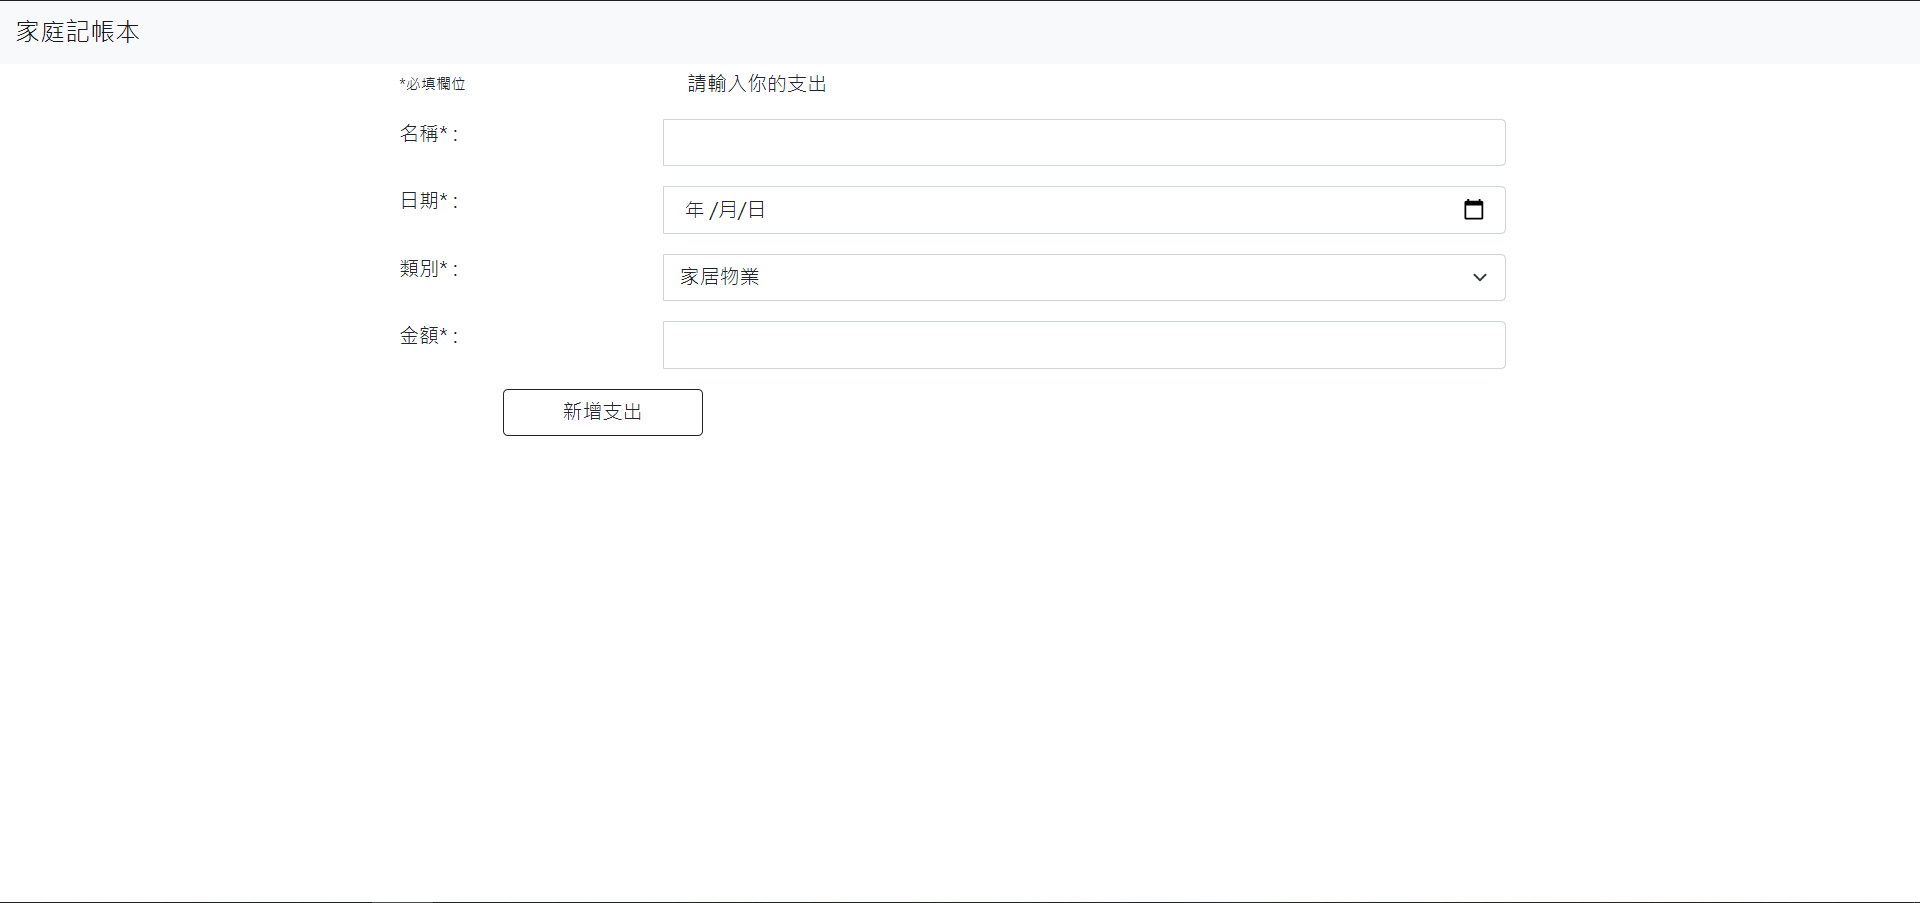 家庭記帳本
*必填欄位 請輸入你的支出
名稱* :
日期* : 年 /月/日
類別* : 家居物業
金額* :
新增支出